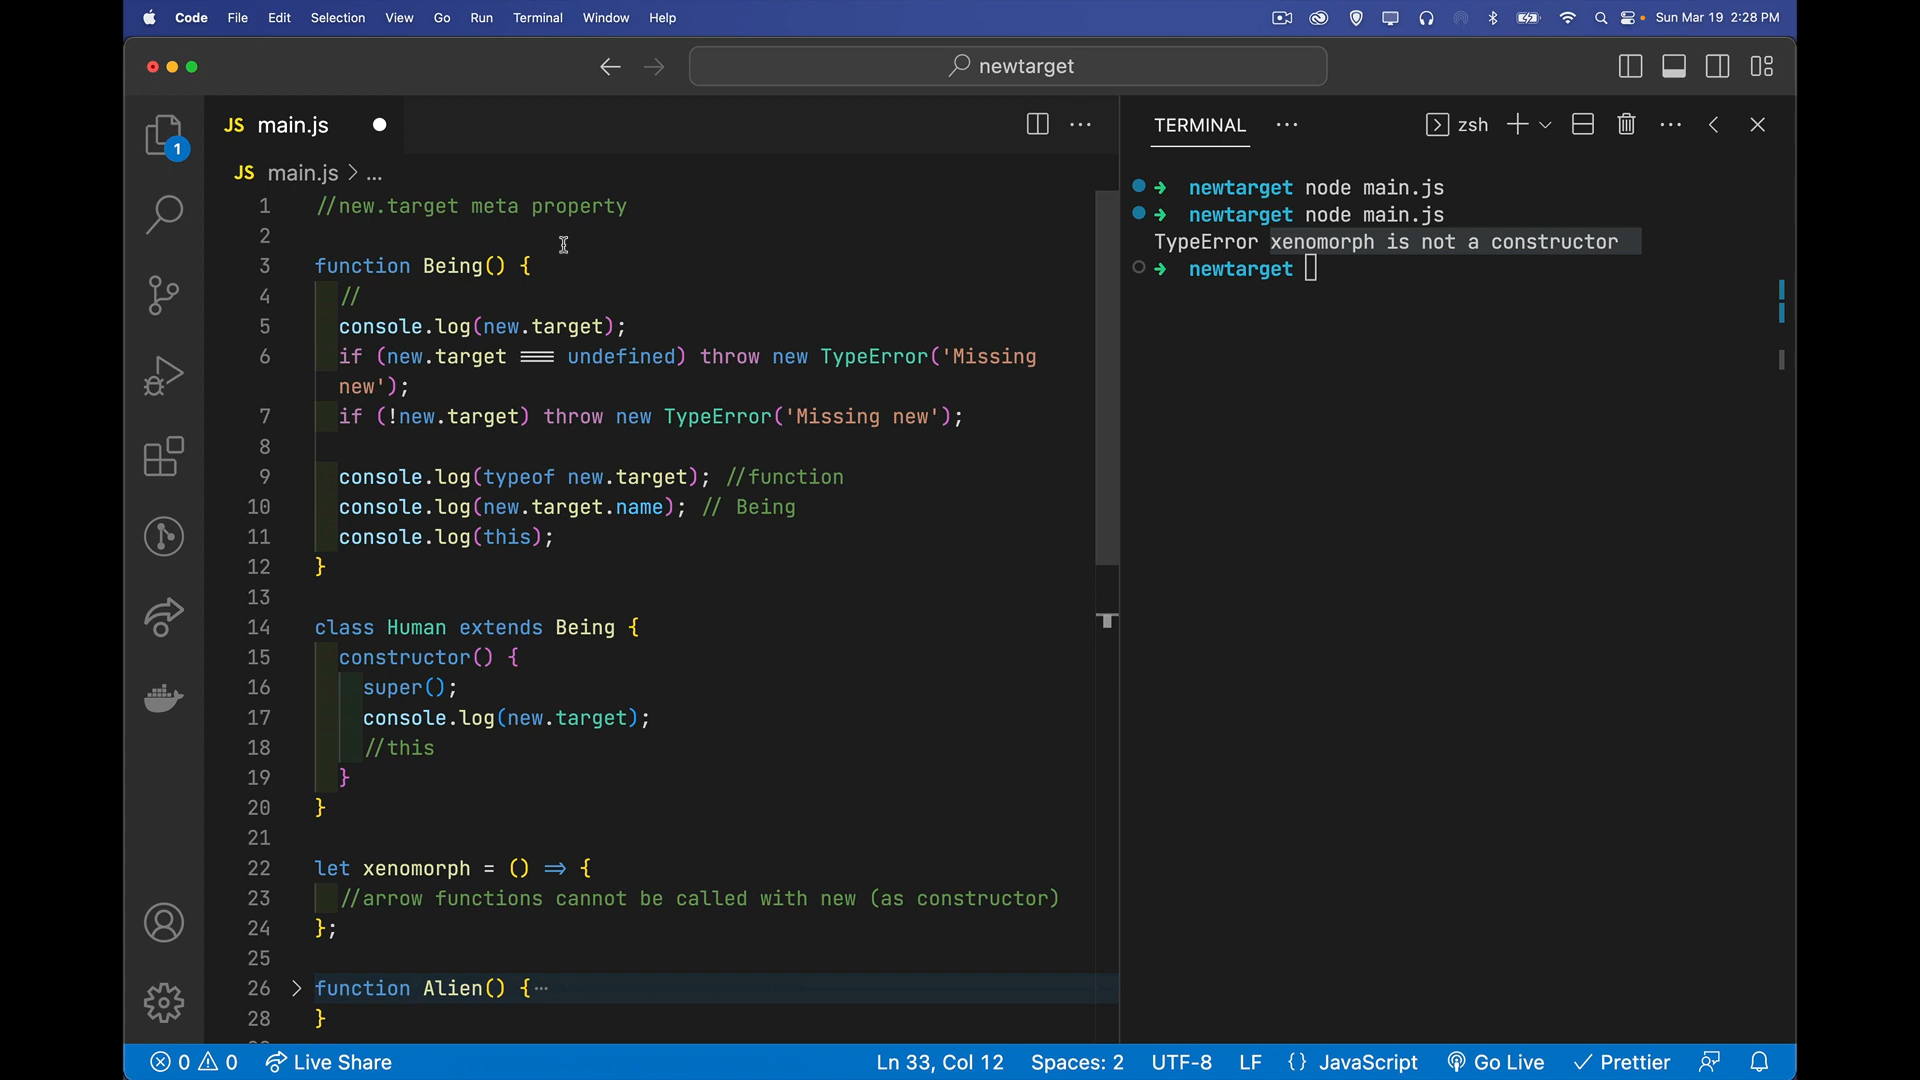 Code File Edit Selection View Go Run Terminal Window Help Sun Mar 19 2:28 PM
newtarget
JS main.js
TERMINAL ··· zsh
1
JS main.js > ...
1 //new.target meta property
2
3 function Being() {
4 //
5 console.log(new.target);
6 if (new.target === undefined) throw new TypeError('Missing
new');
7 if (!new.target) throw new TypeError('Missing new');
8
9 console.log(typeof new.target); //function
10 console.log(new.target.name); // Being
11 console.log(this);
12 }
13
14 class Human extends Being {
15 constructor() {
16 super();
17 console.log(new.target);
18 //this
19 }
20 }
21
22 let xenomorph = () => {
23 //arrow functions cannot be called with new (as constructor)
24 };
25
26 function Alien() { ···
28 }
newtarget node main.js
newtarget node main.js
TypeError xenomorph is not a constructor
newtarget
0 0 Live Share Ln 33, Col 12 Spaces: 2 UTF-8 LF {} JavaScript Go Live Prettier